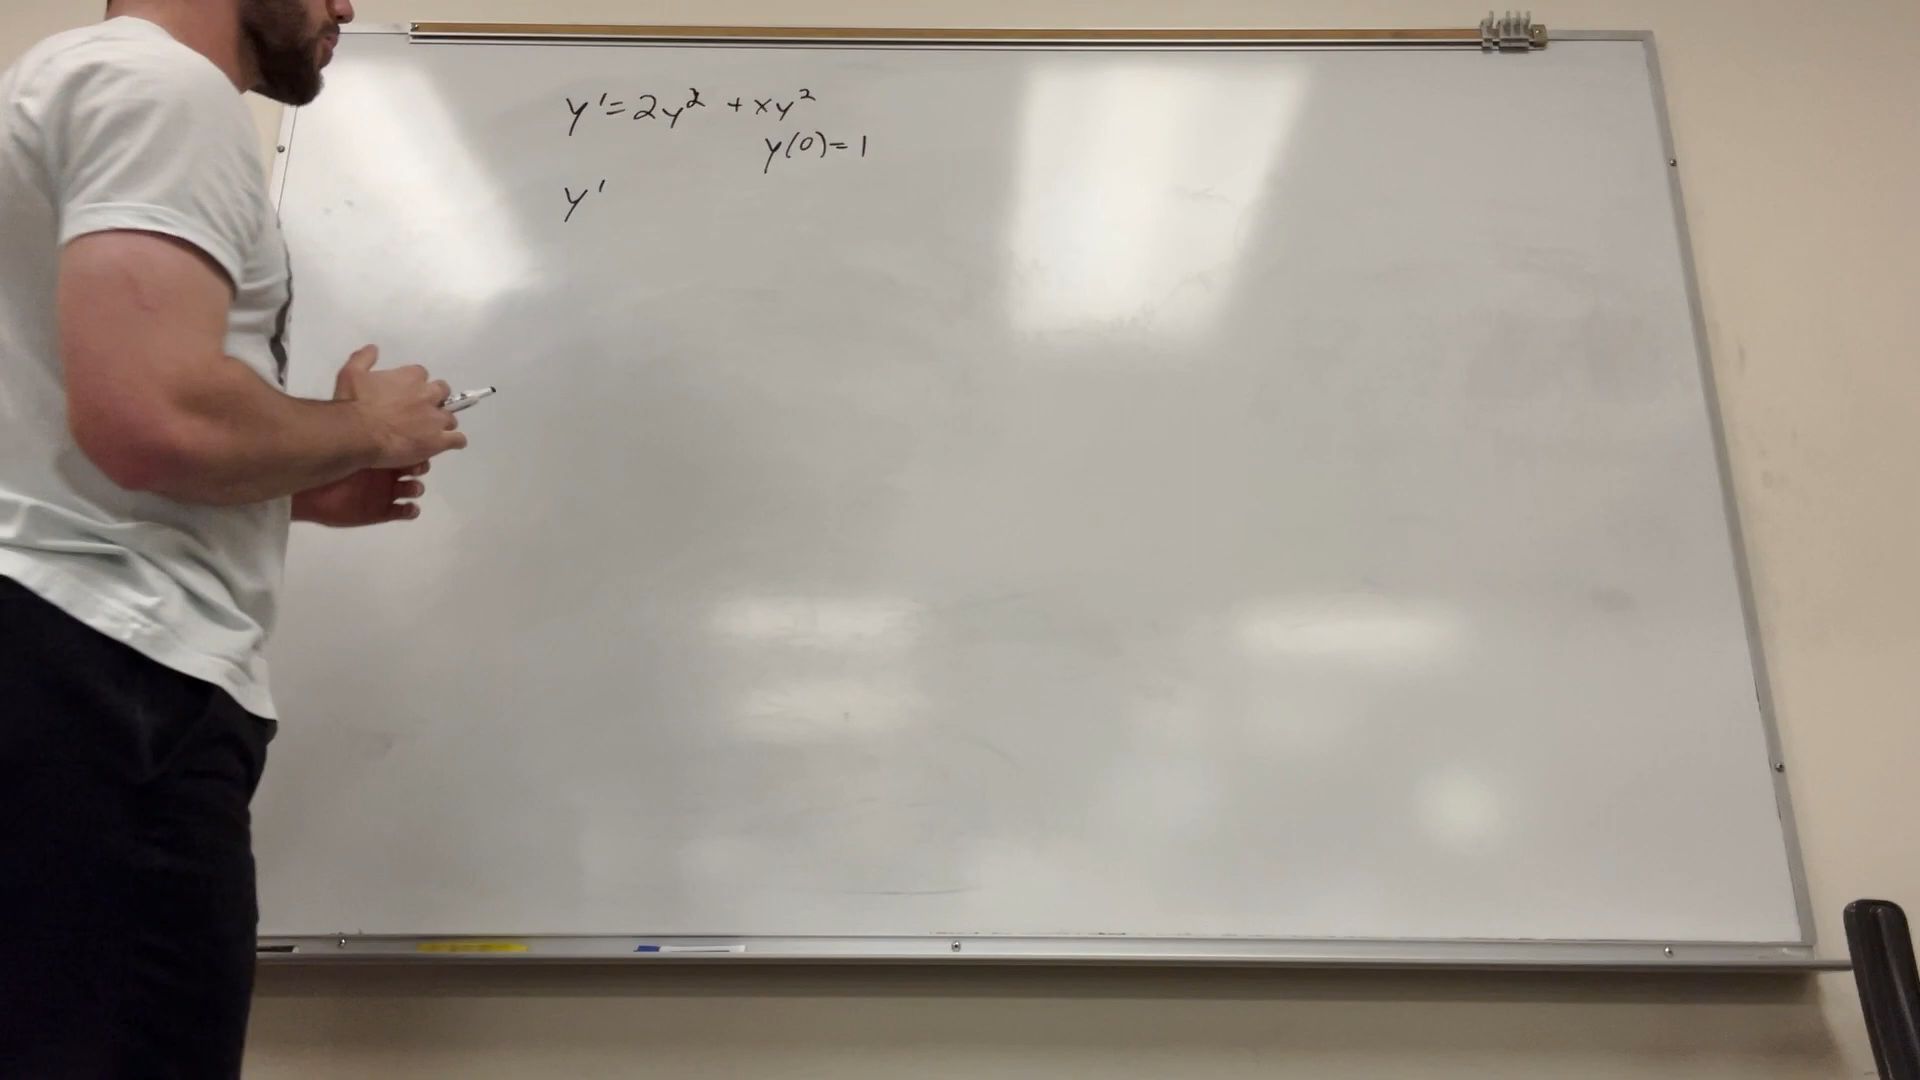 y' = 2y² + xy²
y(0) = 1
y'